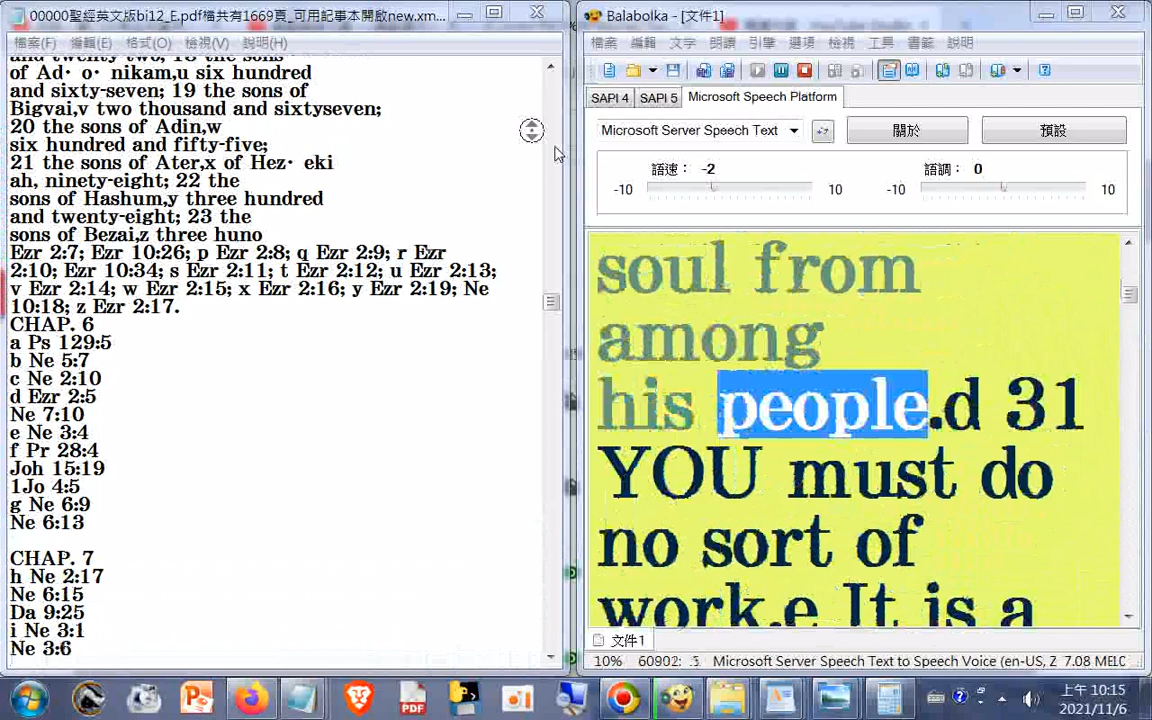 00000聖經英文版bi12_E.pdf檔共有1669頁_可用記事本開啟new.xm...
檔案(F) 編輯(E) 格式(O) 檢視(V) 說明(H)
and twenty two; 18 the sons
of Ad· o· nikam,u six hundred
and sixty-seven; 19 the sons of
Bigvai,v two thousand and sixtyseven;
20 the sons of Adin,w
six hundred and fifty-five;
21 the sons of Ater,x of Hez· eki
ah, ninety-eight; 22 the
sons of Hashum,y three hundred
and twenty-eight; 23 the
sons of Bezai,z three huno
Ezr 2:7; Ezr 10:26; p Ezr 2:8; q Ezr 2:9; r Ezr
2:10; Ezr 10:34; s Ezr 2:11; t Ezr 2:12; u Ezr 2:13;
v Ezr 2:14; w Ezr 2:15; x Ezr 2:16; y Ezr 2:19; Ne
10:18; z Ezr 2:17.
CHAP. 6
a Ps 129:5
b Ne 5:7
c Ne 2:10
d Ezr 2:5
Ne 7:10
e Ne 3:4
f Pr 28:4
Joh 15:19
1Jo 4:5
g Ne 6:9
Ne 6:13
CHAP. 7
h Ne 2:17
Ne 6:15
Da 9:25
i Ne 3:1
Ne 3:6
Balabolka - [文件1]
檔案 編輯 文字 朗讀 引擎 選項 檢視 工具 書籤 說明
SAPI 4 SAPI 5 Microsoft Speech Platform
Microsoft Server Speech Text 關於 預設
語速： -2 語調： 0
-10 10 -10 10
soul from
among
his people.d 31
YOU must do
no sort of
work.e It is a
文件1
10% Microsoft Server Speech Text to Speech Voice (en-US, Z 7.08 MELC
上午 10:15
2021/11/6